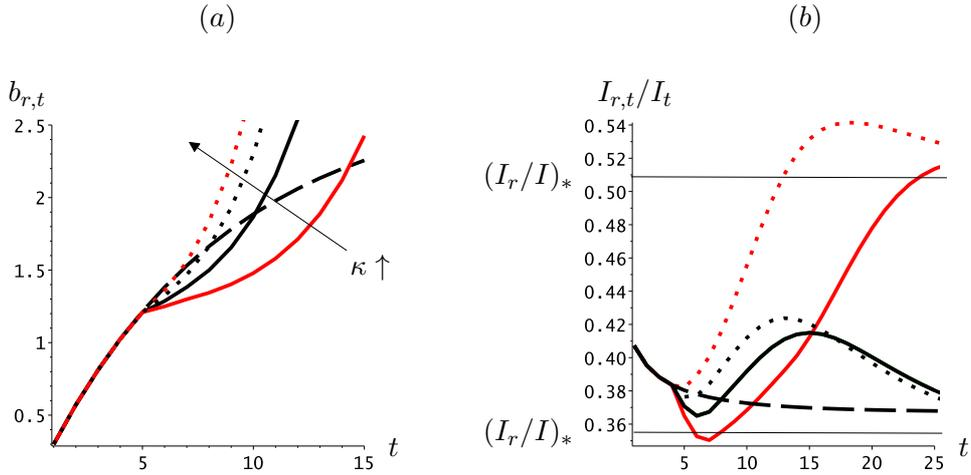 (a)
b_{r,t}
2.5
2
1.5
1
0.5
5
10
15
t
κ ↑
(b)
I_{r,t}/I_t
0.54
0.52
0.50
0.48
0.46
0.44
0.42
0.40
0.38
0.36
(I_r/I)_*
(I_r/I)_*
5
10
15
20
25
t